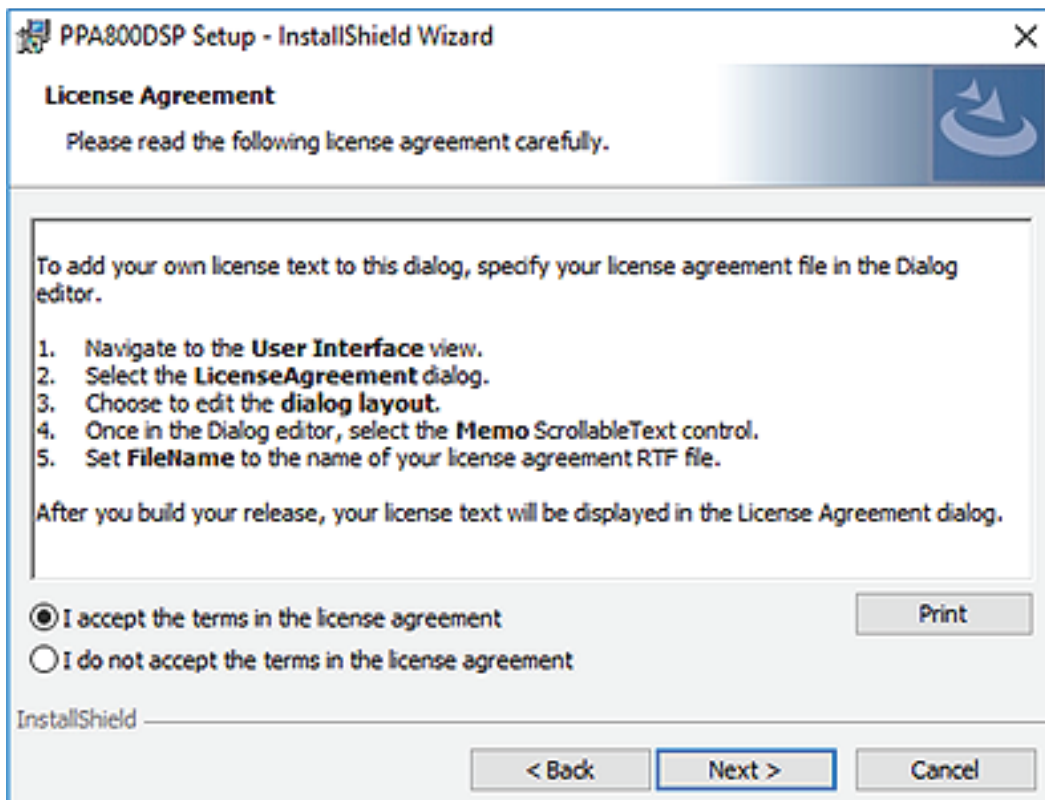 PPA800DSP Setup - InstallShield Wizard
License Agreement
Please read the following license agreement carefully.
To add your own license text to this dialog, specify your license agreement file in the Dialog
editor.
1. Navigate to the User Interface view.
2. Select the LicenseAgreement dialog.
3. Choose to edit the dialog layout.
4. Once in the Dialog editor, select the Memo ScrollableText control.
5. Set FileName to the name of your license agreement RTF file.
After you build your release, your license text will be displayed in the License Agreement dialog.
I accept the terms in the license agreement
Print
I do not accept the terms in the license agreement
InstallShield
< Back
Next >
Cancel